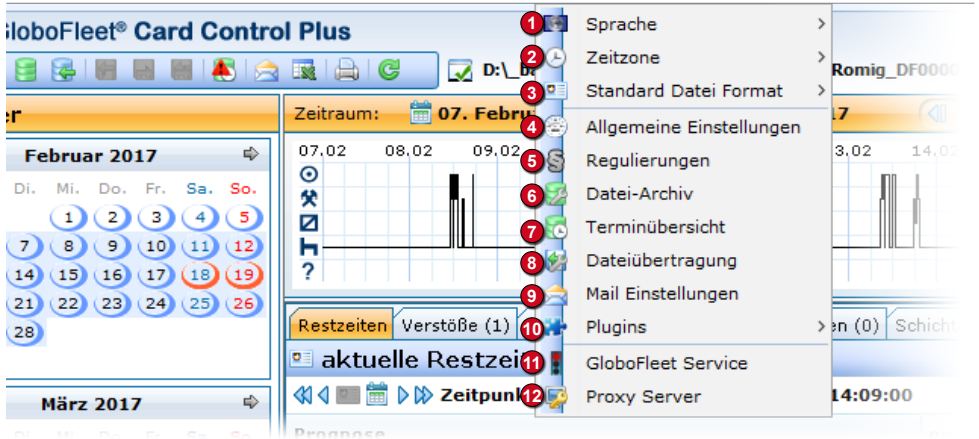 GloboFleet® Card Control Plus
D:\_b
Romig_DF0000
Zeitraum: 07. Febru
17
Februar 2017
Di. Mi. Do. Fr. Sa. So.
1 2 3 4 5
7 8 9 10 11 12
14 15 16 17 18 19
21 22 23 24 25 26
28
März 2017
07.02 08.02 09.02
3.02 14.02
?
Restzeiten Verstöße (1)
en (0) Schicht
aktuelle Restzei
Zeitpunk
14:09:00
Prognose
1 Sprache
2 Zeitzone
3 Standard Datei Format
4 Allgemeine Einstellungen
5 Regulierungen
6 Datei-Archiv
7 Terminübersicht
8 Dateiübertragung
9 Mail Einstellungen
10 Plugins
11 GloboFleet Service
12 Proxy Server